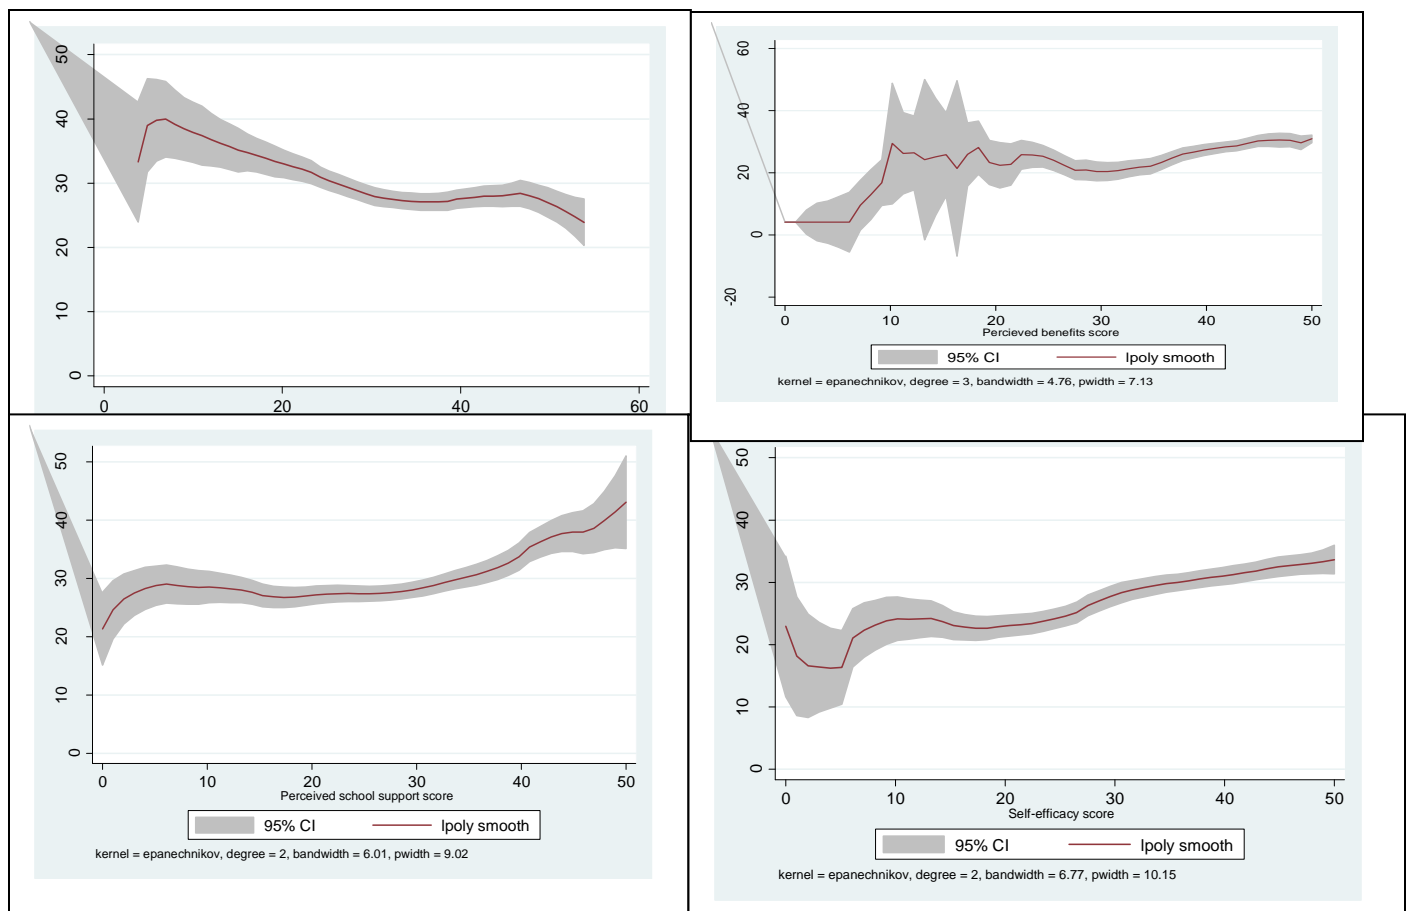 50
40
30
20
10
0
0 20 40 60
60
40
20
0
-20
0 10 20 30 40 50
Percieved benefits score
95% CI lpoly smooth
kernel = epanechnikov, degree = 3, bandwidth = 4.76, pwidth = 7.13
50
40
30
20
10
0
0 10 20 30 40 50
Perceived school support score
95% CI lpoly smooth
kernel = epanechnikov, degree = 2, bandwidth = 6.01, pwidth = 9.02
50
40
30
20
10
0
0 10 20 30 40 50
Self-efficacy score
95% CI lpoly smooth
kernel = epanechnikov, degree = 2, bandwidth = 6.77, pwidth = 10.15